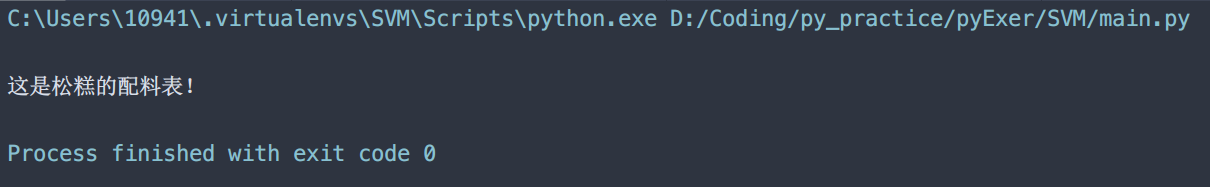 C:\Users\10941\.virtualenvs\SVM\Scripts\python.exe D:/Coding/py_practice/pyExer/SVM/main.py
这是松糕的配料表!
Process finished with exit code 0